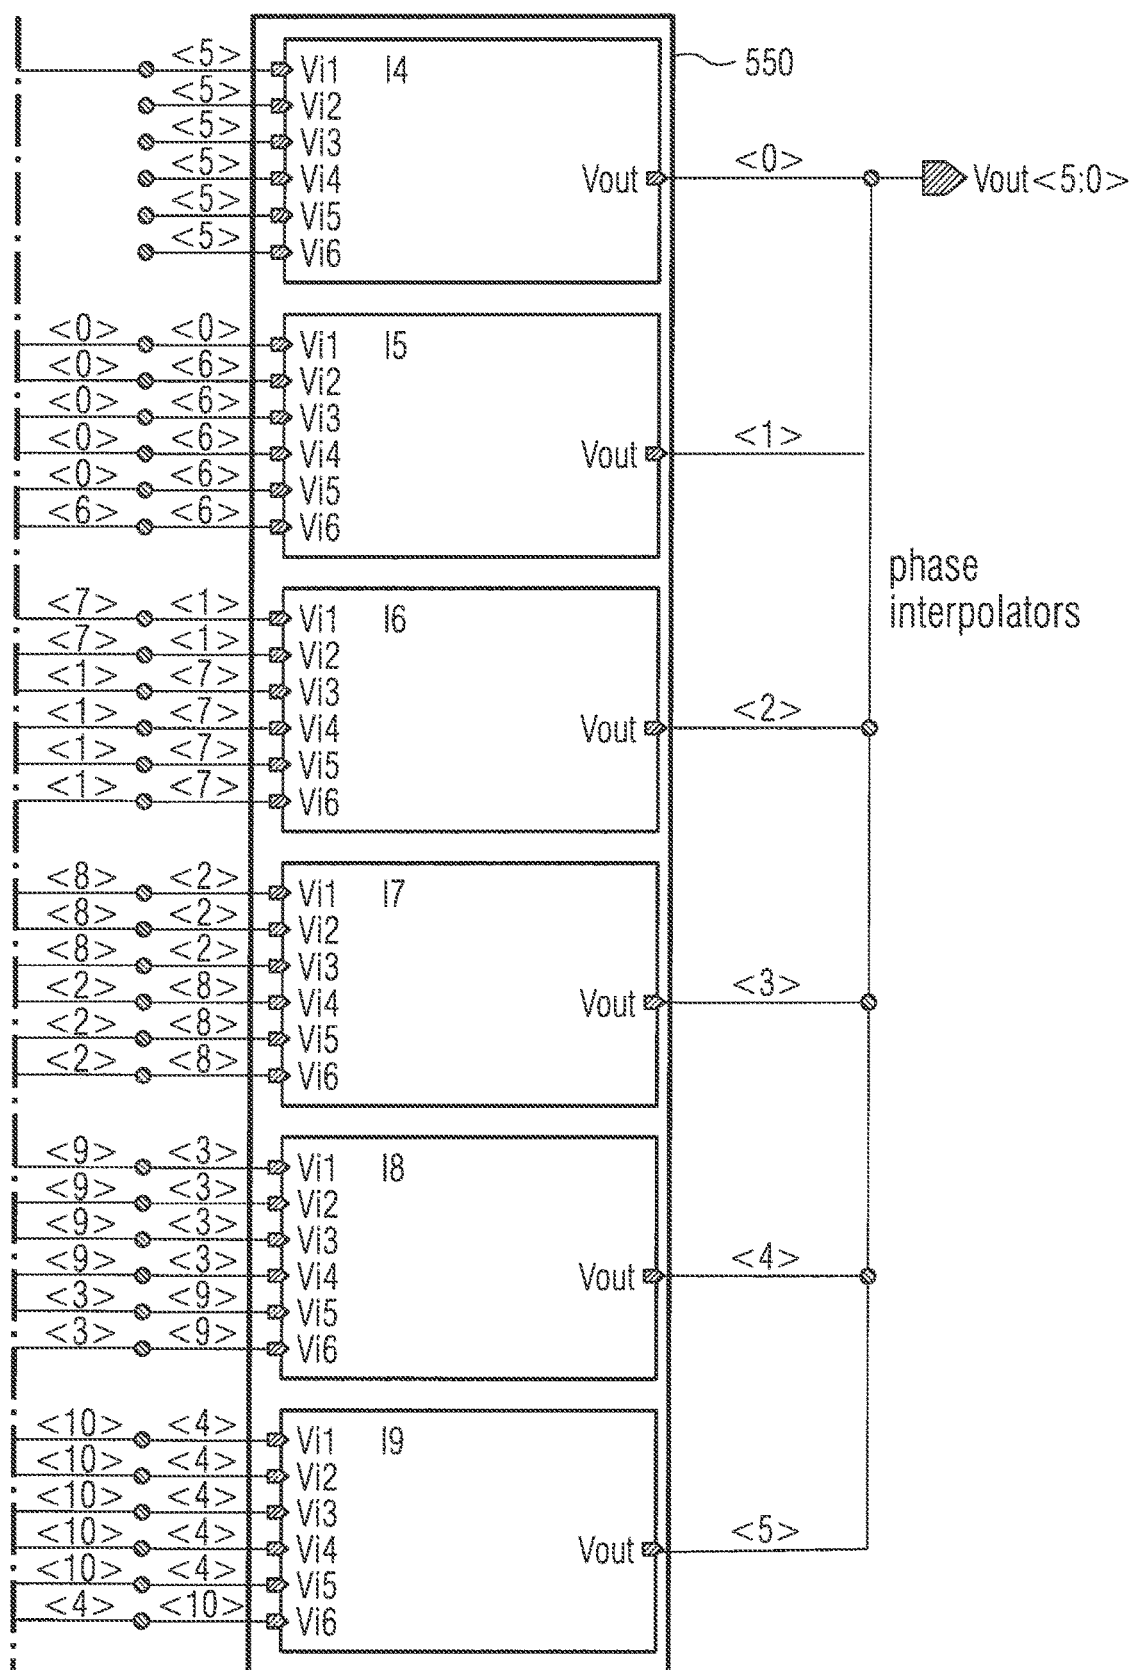 <5> Vi1 I4 550
<5> Vi2
<5> Vi3 <0>
<5> Vi4 Vout Vout<5:0>
<5> Vi5
<5> Vi6
<0> <0> Vi1 I5
<0> <6> Vi2
<0> <6> Vi3
<0> <6> Vi4 Vout <1>
<0> <6> Vi5
<6> <6> Vi6
phase
interpolators
<7> <1> Vi1 I6
<7> <1> Vi2
<1> <7> Vi3
<1> <7> Vi4 Vout <2>
<1> <7> Vi5
<1> <7> Vi6
<8> <2> Vi1 I7
<8> <2> Vi2
<8> <2> Vi3
<2> <8> Vi4 Vout <3>
<2> <8> Vi5
<2> <8> Vi6
<9> <3> Vi1 I8
<9> <3> Vi2
<9> <3> Vi3
<9> <3> Vi4 Vout <4>
<3> <9> Vi5
<3> <9> Vi6
<10> <4> Vi1 I9
<10> <4> Vi2
<10> <4> Vi3
<10> <4> Vi4 Vout <5>
<10> <4> Vi5
<4> <10> Vi6